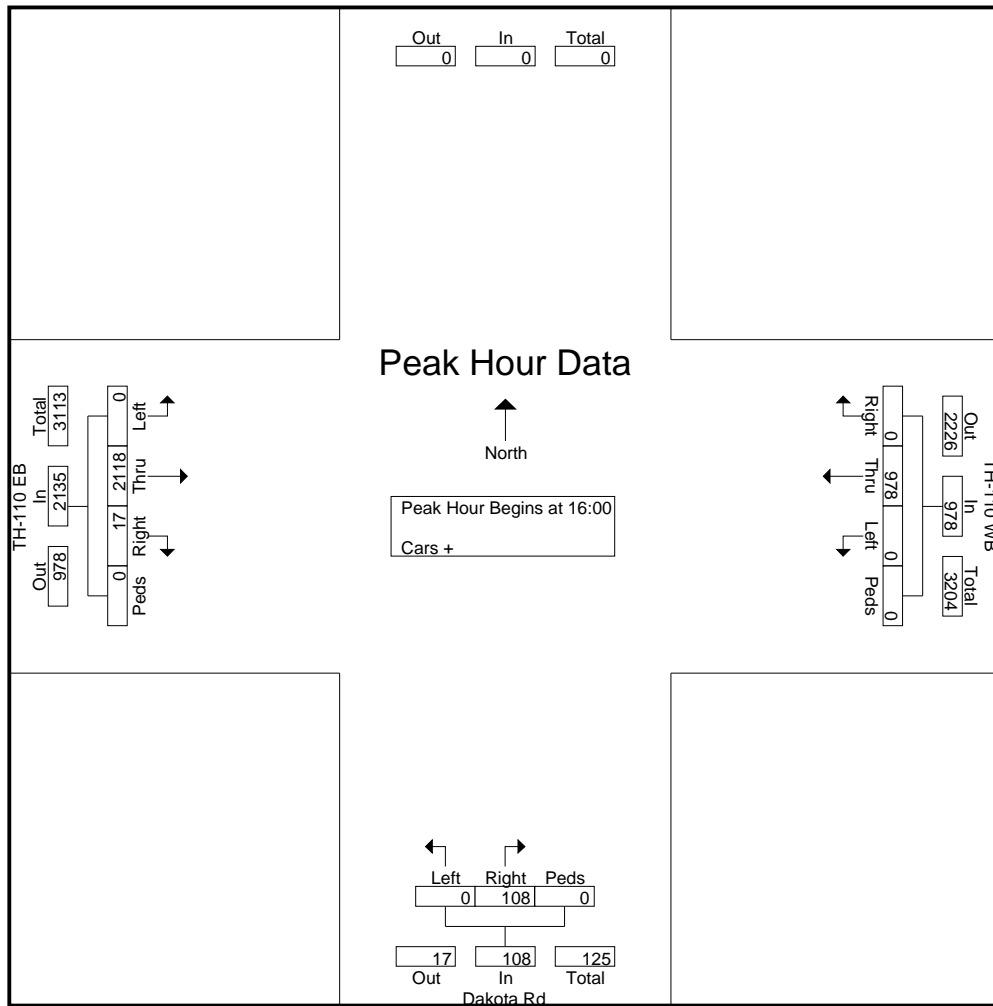 Out In Total
0 0 0
Peak Hour Data
North
Peak Hour Begins at 16:00
Cars +
TH-110 EB
Out In Total
978 2135 3113
Left Thru Right Peds
0 2118 17 0
Right Thru Left Peds
0 978 0 0
Out In Total
2226 978 3204
TH-110 WB
Left Right Peds
0 108 0
17 108 125
Out In Total
Dakota Rd